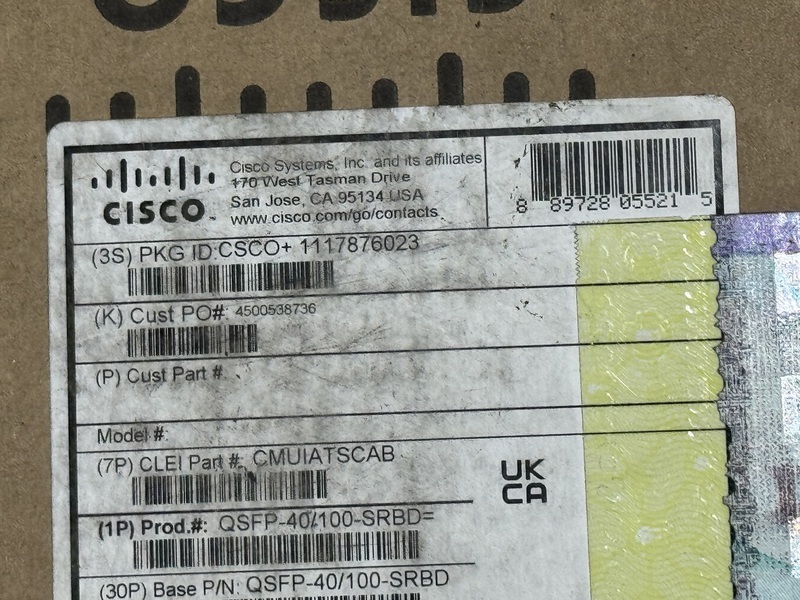 Cisco Systems, Inc. and its affiliates
170 West Tasman Drive
San Jose, CA 95134 USA
www.cisco.com/go/contacts
CISCO
8 89728 05521 5
(3S) PKG ID:CSCO+ 1117876023
(K) Cust PO#: 4500538736
(P) Cust Part #:
Model #:
(7P) CLEI Part #: CMUIATSCAB
UK
CA
(1P) Prod.#: QSFP-40/100-SRBD=
(30P) Base P/N: QSFP-40/100-SRBD